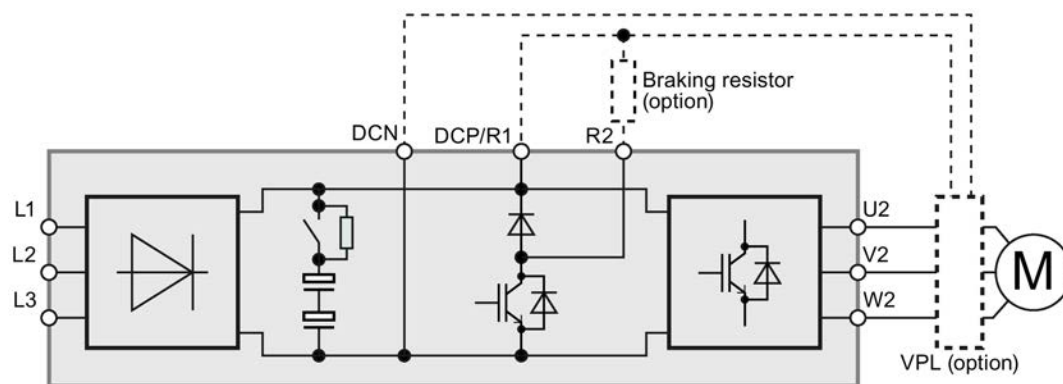 Braking resistor
(option)
DCN
DCP/R1
R2
L1
L2
L3
U2
V2
W2
M
VPL (option)